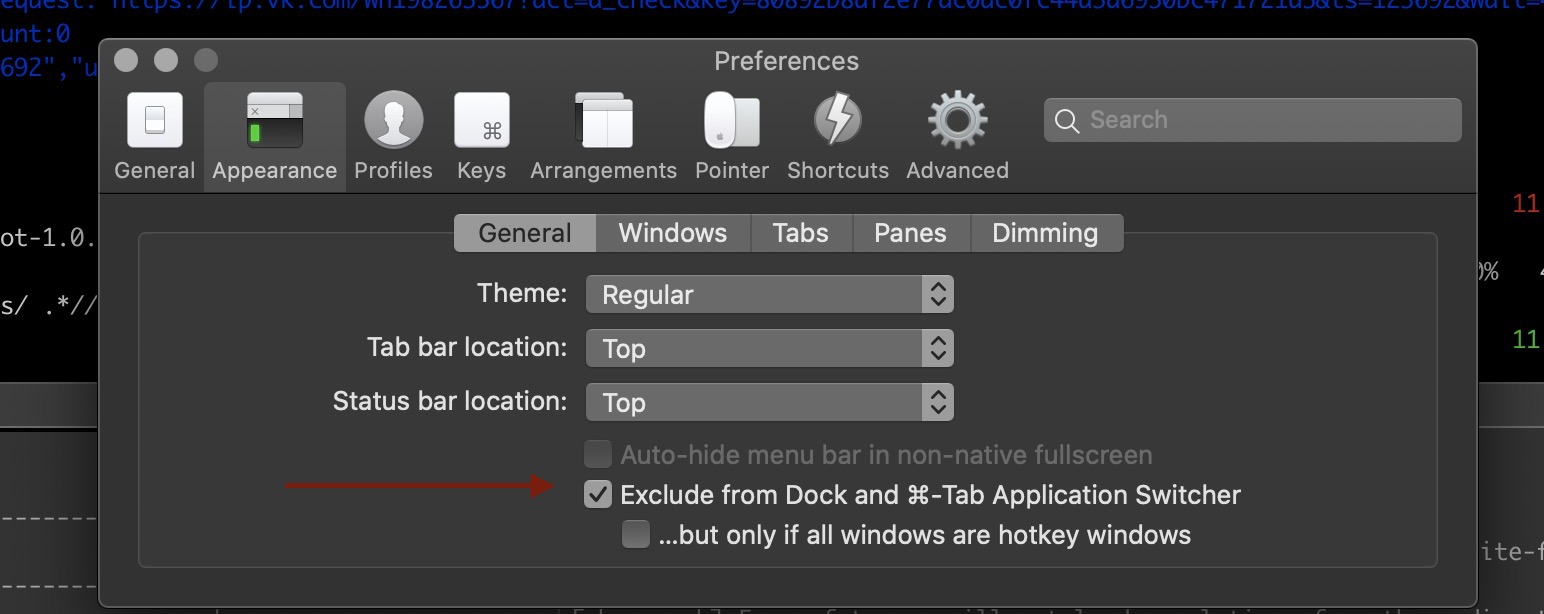 unt:0
Preferences
692","u
Search
General Appearance Profiles Keys Arrangements Pointer Shortcuts Advanced
11
ot-1.0.
General Windows Tabs Panes Dimming
Theme: Regular
s/ .*//
Tab bar location: Top
11
Status bar location: Top
Auto-hide menu bar in non-native fullscreen
✓ Exclude from Dock and ⌘-Tab Application Switcher
...but only if all windows are hotkey windows
ite-f